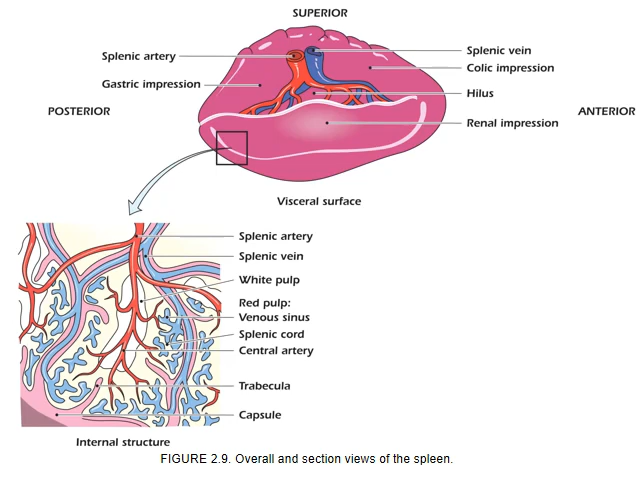 SUPERIOR
Splenic artery
Splenic vein
Colic impression
Gastric impression
Hilus
POSTERIOR
ANTERIOR
Renal impression
Visceral surface
Splenic artery
Splenic vein
White pulp
Red pulp:
Venous sinus
Splenic cord
Central artery
Trabecula
Capsule
Internal structure
FIGURE 2.9. Overall and section views of the spleen.